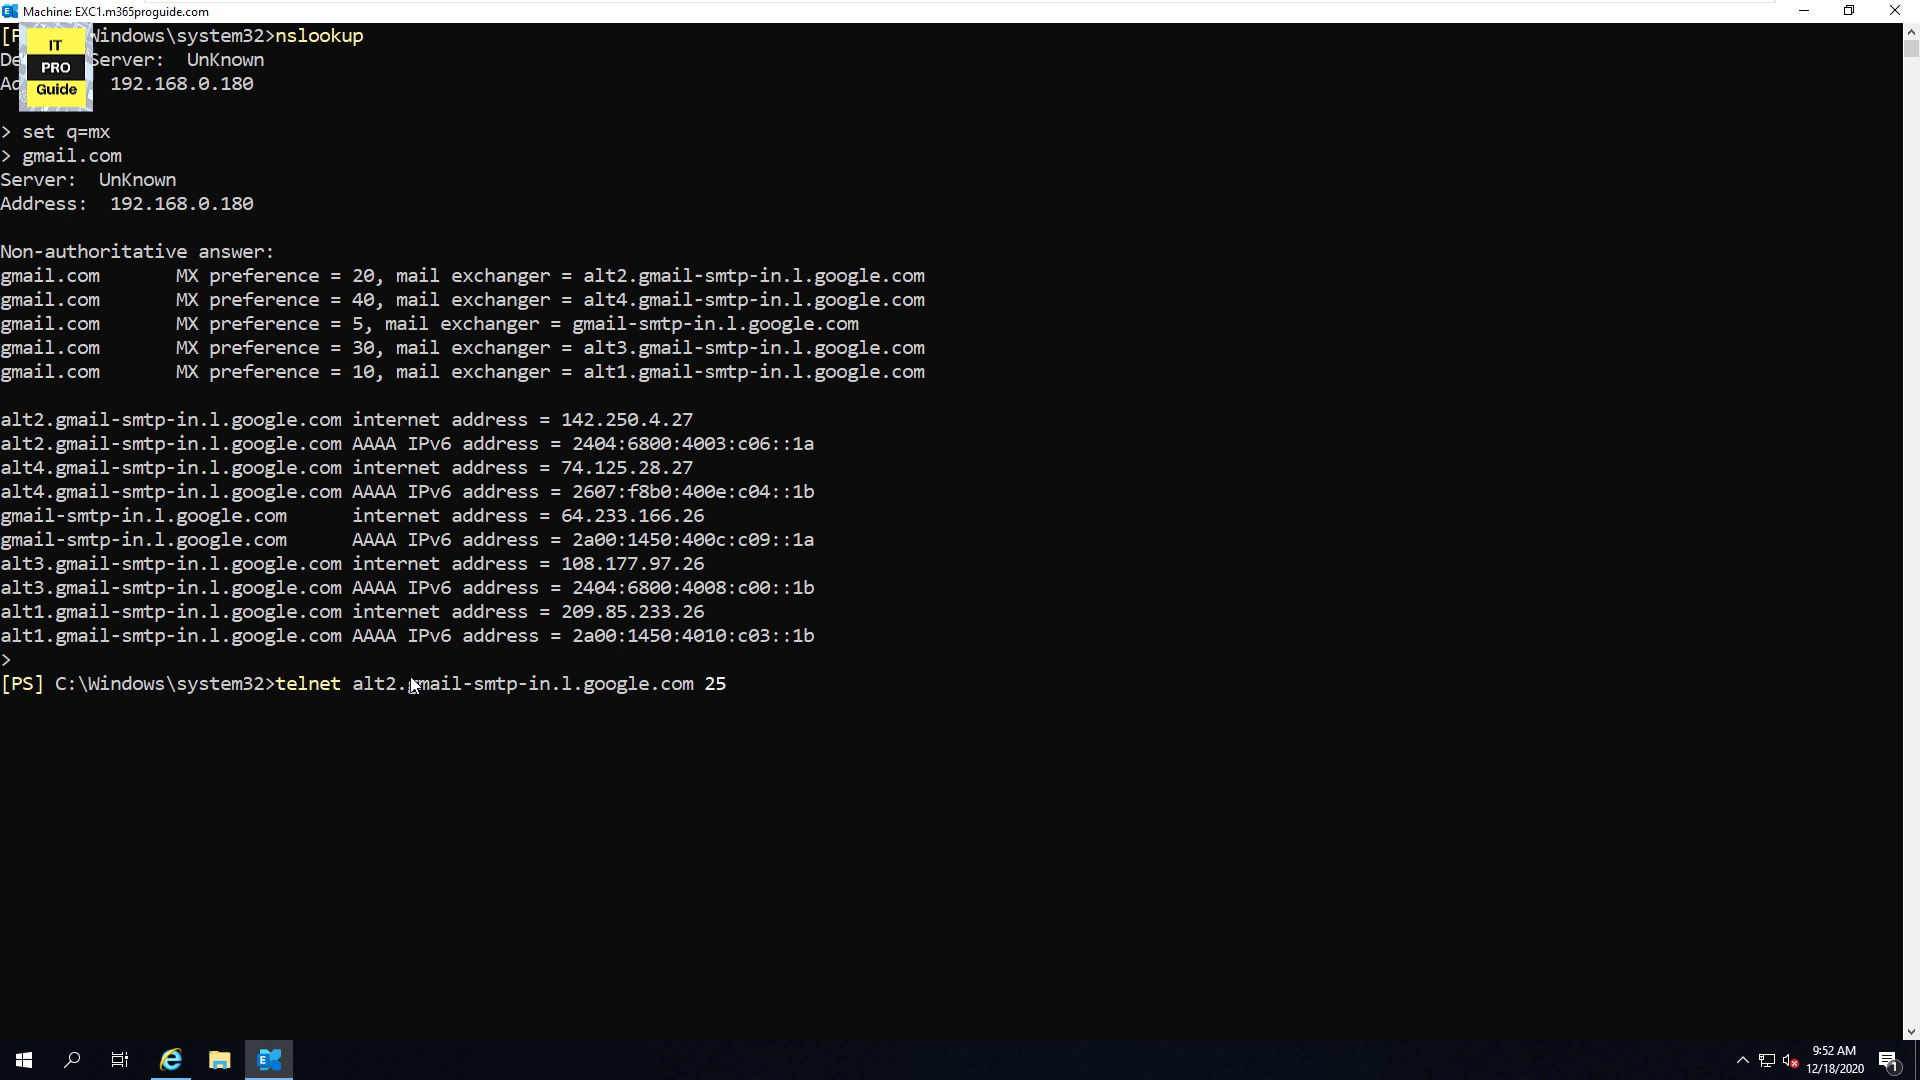 Machine: EXC1.m365proguide.com
IT
PRO
Guide
[P Windows\system32>nslookup
De Server:  UnKnown
Ad 192.168.0.180
> set q=mx
> gmail.com
Server:  UnKnown
Address:  192.168.0.180
Non-authoritative answer:
gmail.com       MX preference = 20, mail exchanger = alt2.gmail-smtp-in.l.google.com
gmail.com       MX preference = 40, mail exchanger = alt4.gmail-smtp-in.l.google.com
gmail.com       MX preference = 5, mail exchanger = gmail-smtp-in.l.google.com
gmail.com       MX preference = 30, mail exchanger = alt3.gmail-smtp-in.l.google.com
gmail.com       MX preference = 10, mail exchanger = alt1.gmail-smtp-in.l.google.com
alt2.gmail-smtp-in.l.google.com internet address = 142.250.4.27
alt2.gmail-smtp-in.l.google.com AAAA IPv6 address = 2404:6800:4003:c06::1a
alt4.gmail-smtp-in.l.google.com internet address = 74.125.28.27
alt4.gmail-smtp-in.l.google.com AAAA IPv6 address = 2607:f8b0:400e:c04::1b
gmail-smtp-in.l.google.com      internet address = 64.233.166.26
gmail-smtp-in.l.google.com      AAAA IPv6 address = 2a00:1450:400c:c09::1a
alt3.gmail-smtp-in.l.google.com internet address = 108.177.97.26
alt3.gmail-smtp-in.l.google.com AAAA IPv6 address = 2404:6800:4008:c00::1b
alt1.gmail-smtp-in.l.google.com internet address = 209.85.233.26
alt1.gmail-smtp-in.l.google.com AAAA IPv6 address = 2a00:1450:4010:c03::1b
>
[PS] C:\Windows\system32>telnet alt2.gmail-smtp-in.l.google.com 25
9:52 AM
12/18/2020
1